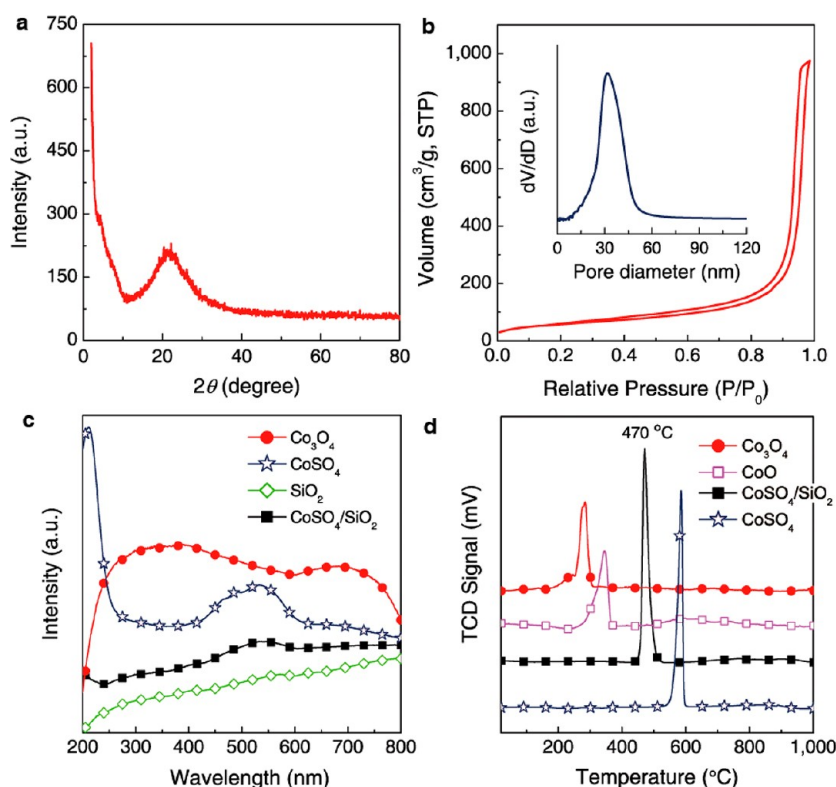 a
750
600
450
300
150
0
Intensity (a.u.)
0 20 40 60 80
2θ (degree)
b
1,000
800
600
400
200
0
Volume (cm³/g, STP)
dV/dD (a.u.)
0 30 60 90 120
Pore diameter (nm)
0.0 0.2 0.4 0.6 0.8 1.0
Relative Pressure (P/P₀)
c
Co₃O₄
CoSO₄
SiO₂
CoSO₄/SiO₂
Intensity (a.u.)
200 300 400 500 600 700 800
Wavelength (nm)
d
470 °C
Co₃O₄
CoO
CoSO₄/SiO₂
CoSO₄
TCD Signal (mV)
200 400 600 800 1,000
Temperature (°C)